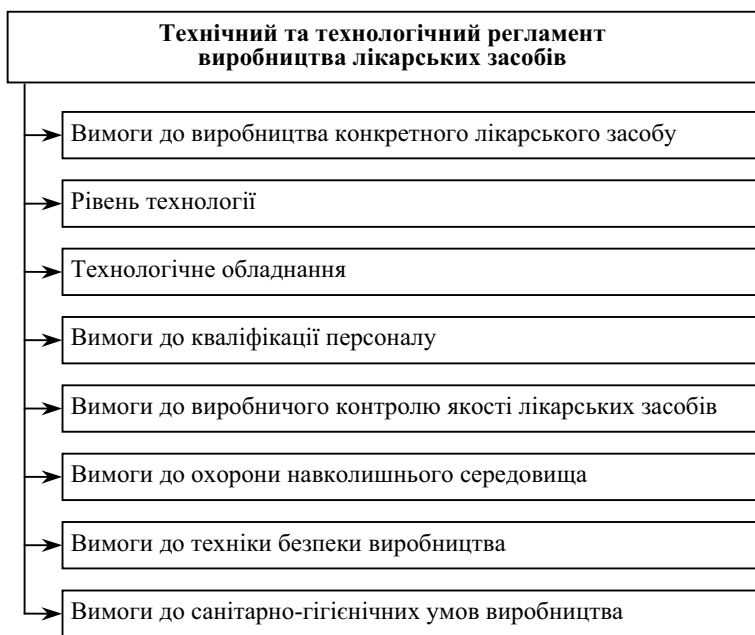 Технічний та технологічний регламент
виробництва лікарських засобів
Вимоги до виробництва конкретного лікарського засобу
Рівень технології
Технологічне обладнання
Вимоги до кваліфікації персоналу
Вимоги до виробничого контролю якості лікарських засобів
Вимоги до охорони навколишнього середовища
Вимоги до техніки безпеки виробництва
Вимоги до санітарно-гігієнічних умов виробництва